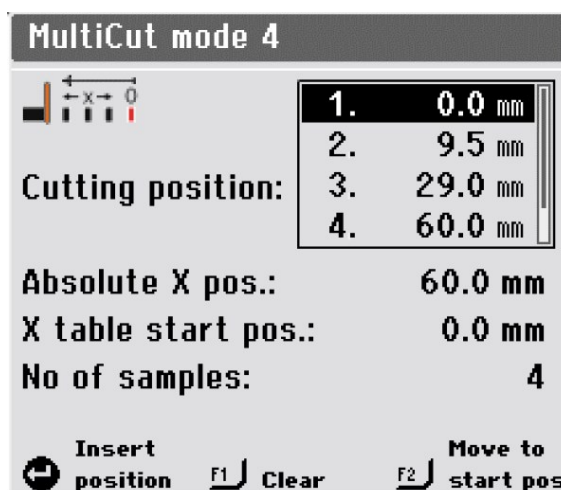 MultiCut mode 4
x 0
1. 0.0 mm
2. 9.5 mm
Cutting position: 3. 29.0 mm
4. 60.0 mm
Absolute X pos.: 60.0 mm
X table start pos.: 0.0 mm
No of samples: 4
Insert position F1 Clear F2 Move to start pos